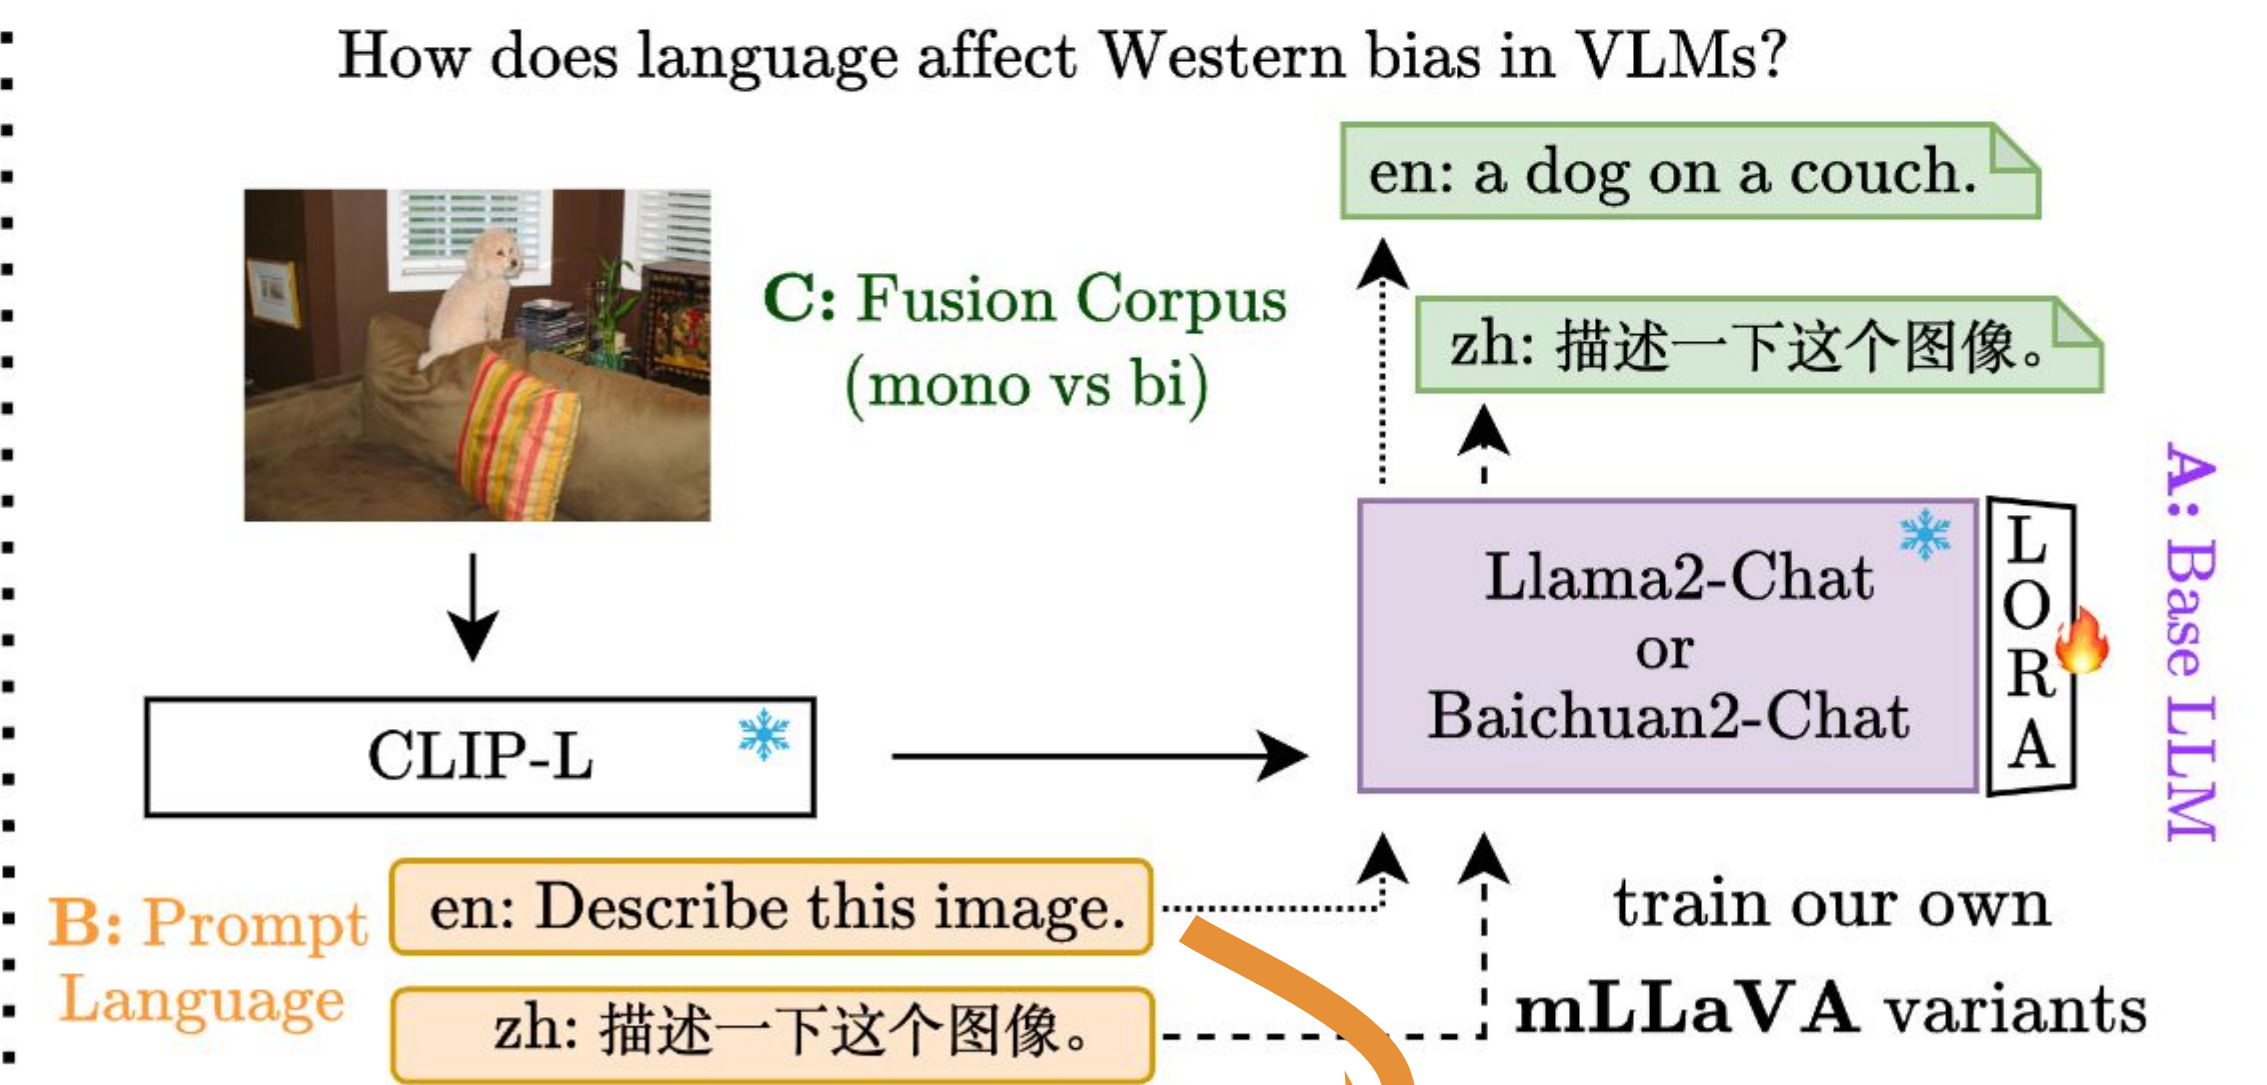 How does language affect Western bias in VLMs?
en: a dog on a couch.
C: Fusion Corpus
(mono vs bi)
zh: 描述一下这个图像。
A: Base LLM
Llama2-Chat
or
Baichuan2-Chat
LORA
CLIP-L
B: Prompt
Language
en: Describe this image.
zh: 描述一下这个图像。
train our own
mLLaVA variants